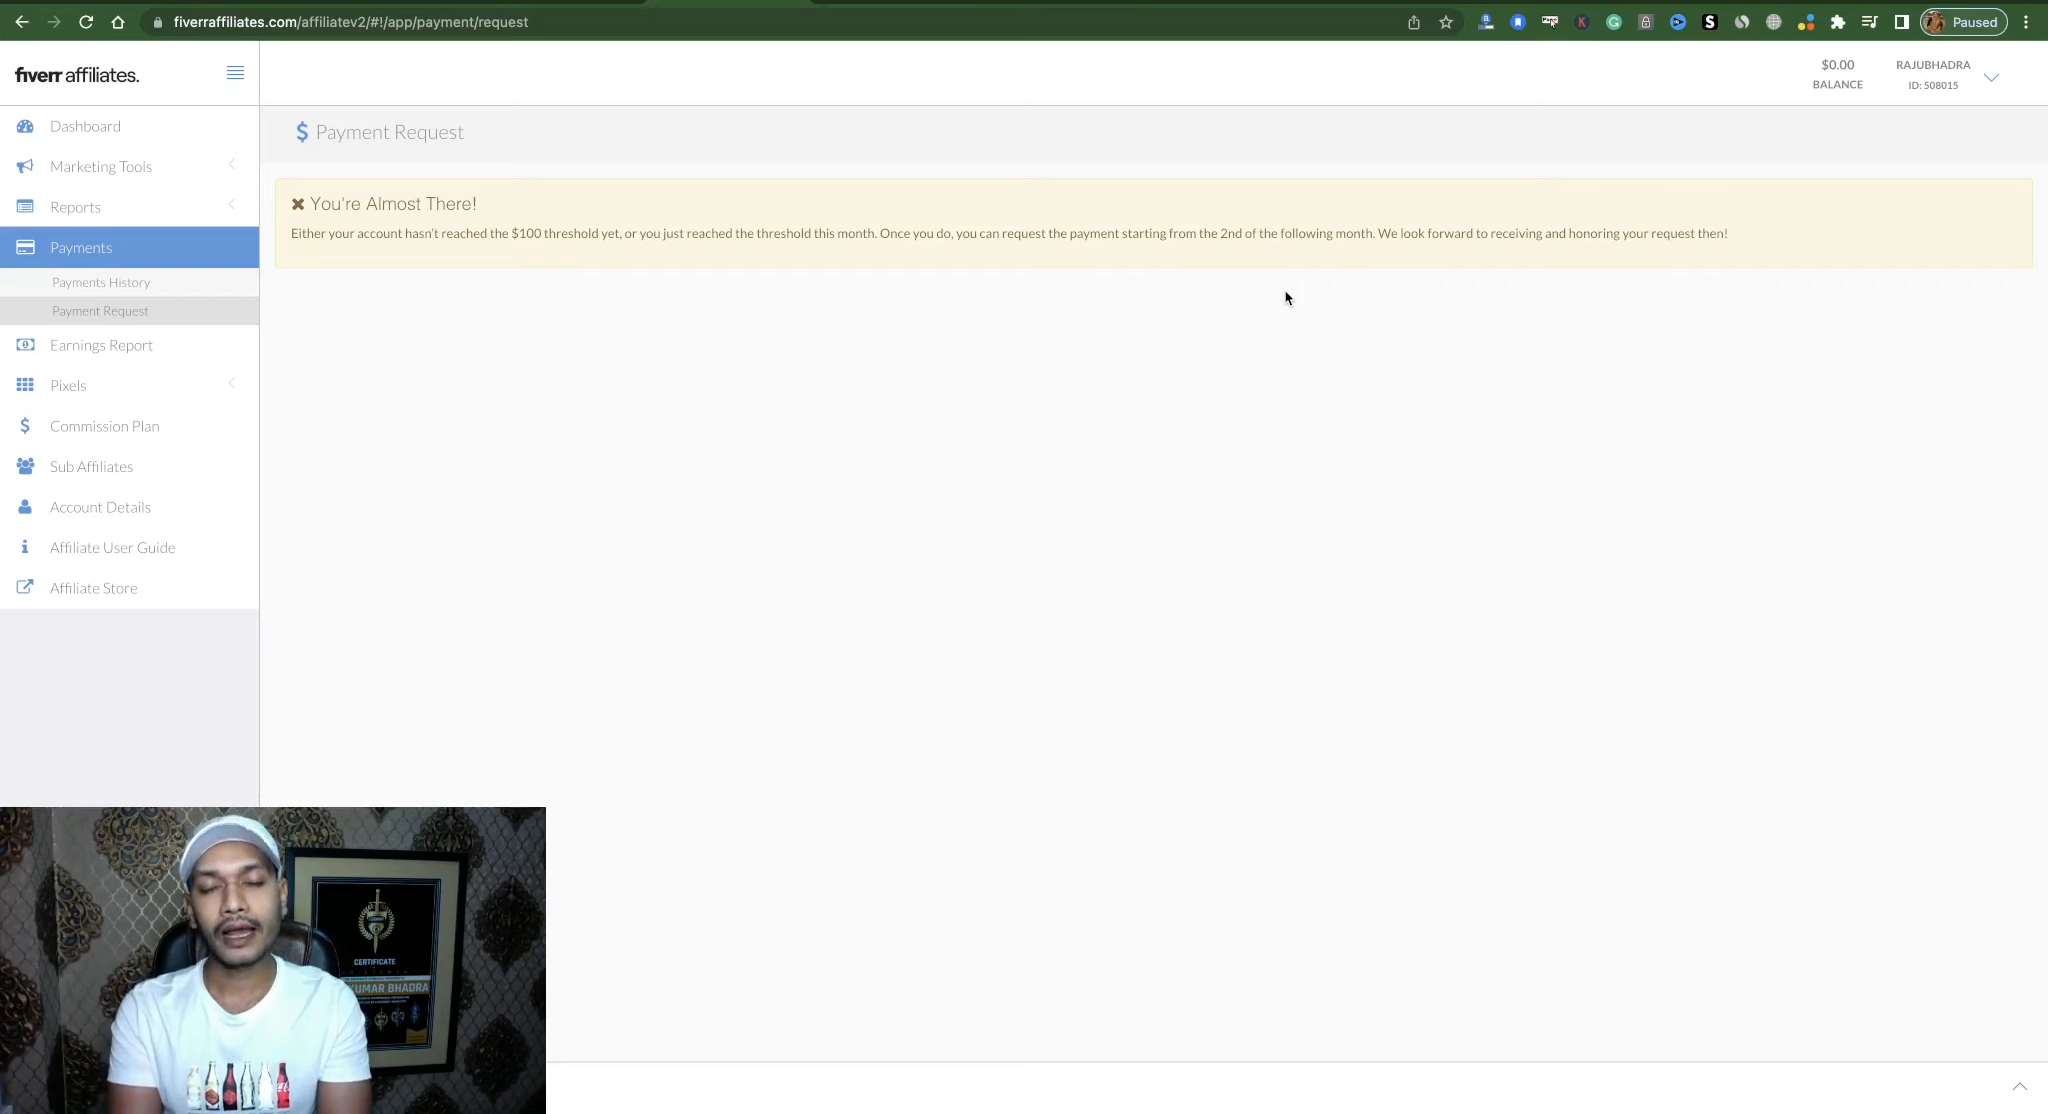 fiverraffiliates.com/affiliatev2/#!/app/payment/request
Paused
fiverr affiliates.
$0.00
BALANCE
RAJUBHADRA
ID: 508015
Dashboard
Marketing Tools
Reports
Payments
Payments History
Payment Request
Earnings Report
Pixels
Commission Plan
Sub Affiliates
Account Details
Affiliate User Guide
Affiliate Store
$ Payment Request
You're Almost There!
Either your account hasn't reached the $100 threshold yet, or you just reached the threshold this month. Once you do, you can request the payment starting from the 2nd of the following month. We look forward to receiving and honoring your request then!
CERTIFICATE
KUMAR BHADRA